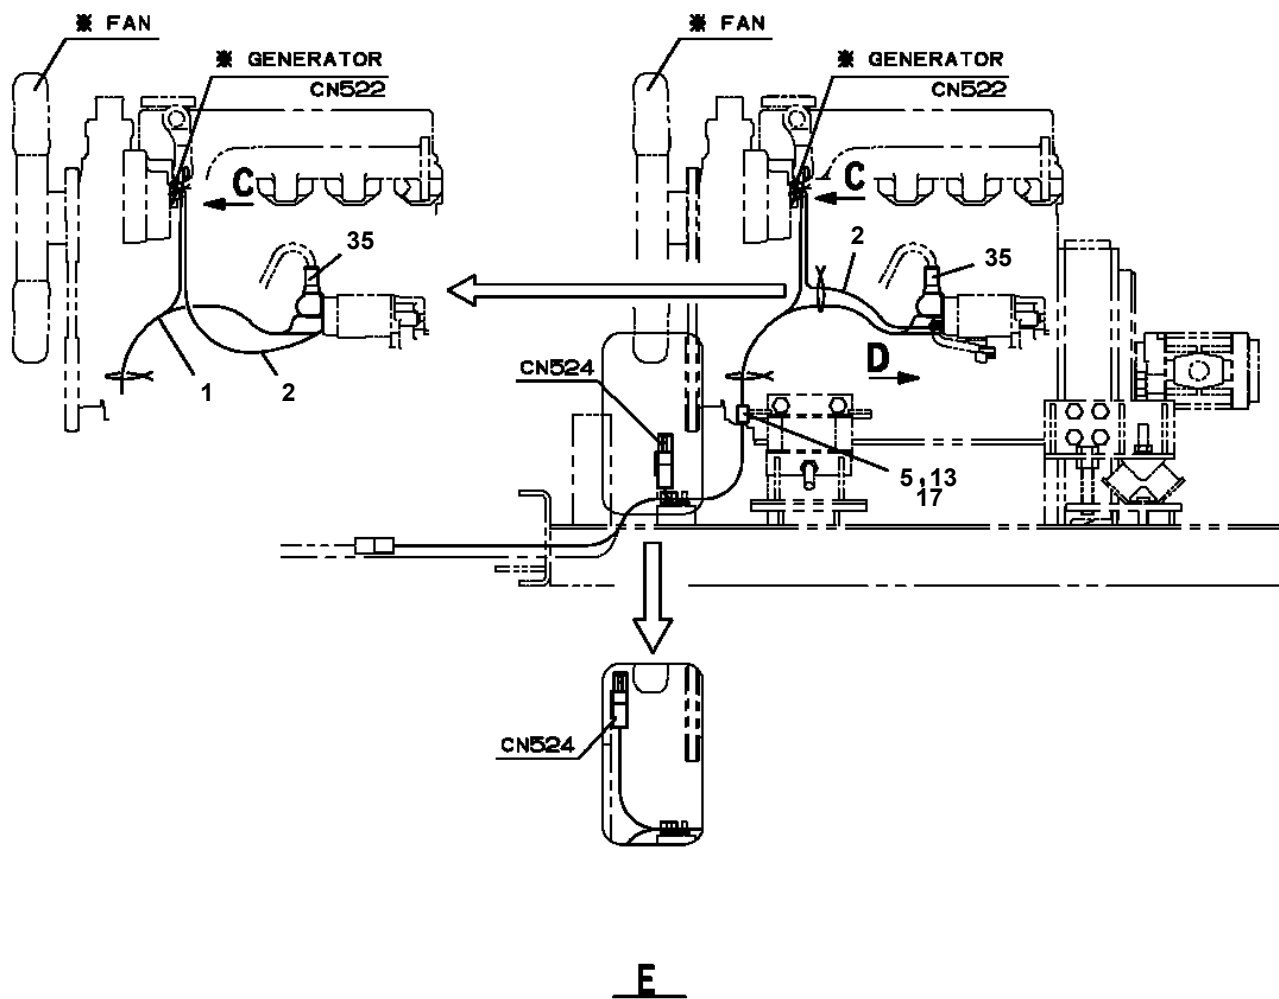 ※ FAN
※ GENERATOR
CN522
C
35
1
2
※ FAN
※ GENERATOR
CN522
C
2
35
D
CN524
5,13
17
CN524
E